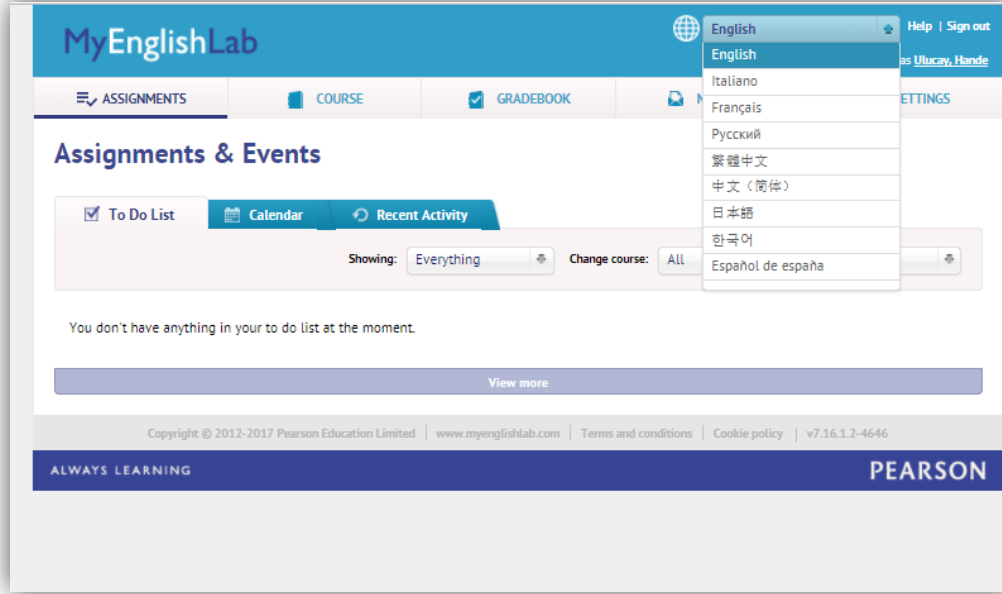 MyEnglishLab
English
Help | Sign out
English
as Ulucay, Hande
Italiano
ASSIGNMENTS
COURSE
GRADEBOOK
Français
Русский
Assignments & Events
繁體中文
中文（简体）
To Do List
Calendar
Recent Activity
日本語
한국어
Showing: Everything
Change course: All
Español de españa
You don't have anything in your to do list at the moment.
View more
Copyright © 2012-2017 Pearson Education Limited | www.myenglishlab.com | Terms and conditions | Cookie policy | v7.16.1.2-4646
ALWAYS LEARNING
PEARSON